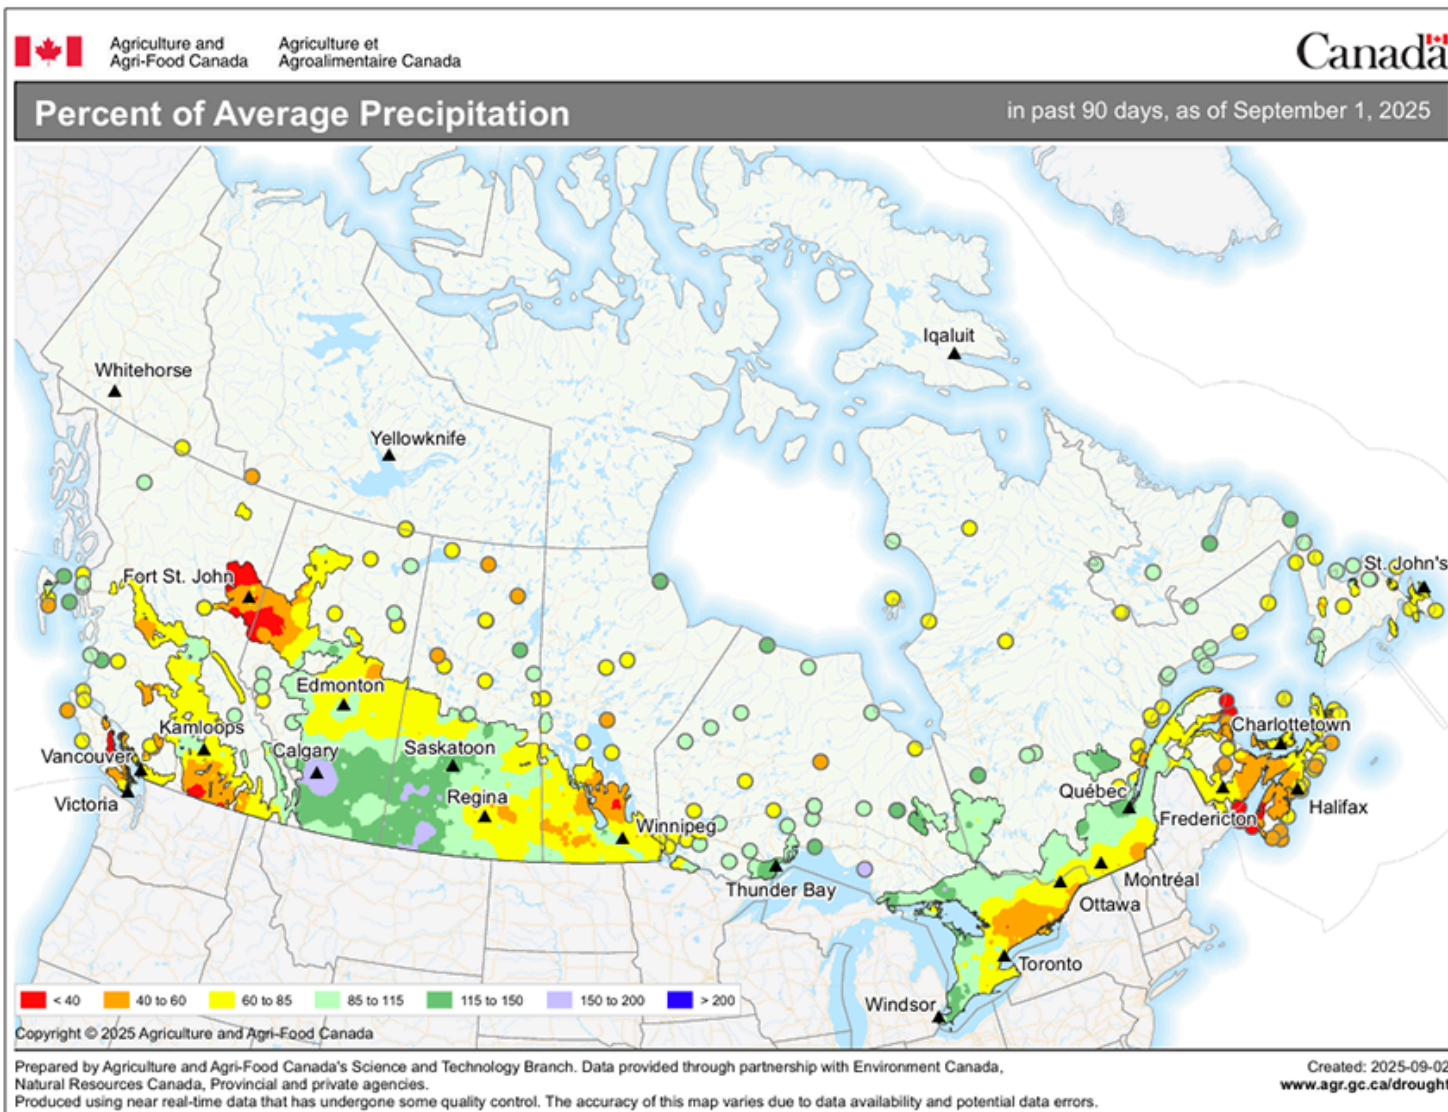 Agriculture and Agri-Food Canada
Agriculture et Agroalimentaire Canada
Canada
Percent of Average Precipitation
in past 90 days, as of September 1, 2025
Iqaluit
Whitehorse
Yellowknife
Fort St. John
St. John's
Edmonton
Kamloops
Charlottetown
Vancouver
Calgary
Saskatoon
Victoria
Regina
Québec
Halifax
Winnipeg
Fredericton
Thunder Bay
Montréal
Ottawa
Toronto
Windsor
< 40
40 to 60
60 to 85
85 to 115
115 to 150
150 to 200
> 200
Copyright © 2025 Agriculture and Agri-Food Canada
Prepared by Agriculture and Agri-Food Canada's Science and Technology Branch. Data provided through partnership with Environment Canada,
Natural Resources Canada, Provincial and private agencies.
Produced using near real-time data that has undergone some quality control. The accuracy of this map varies due to data availability and potential data errors.
Created: 2025-09-02
www.agr.gc.ca/drought